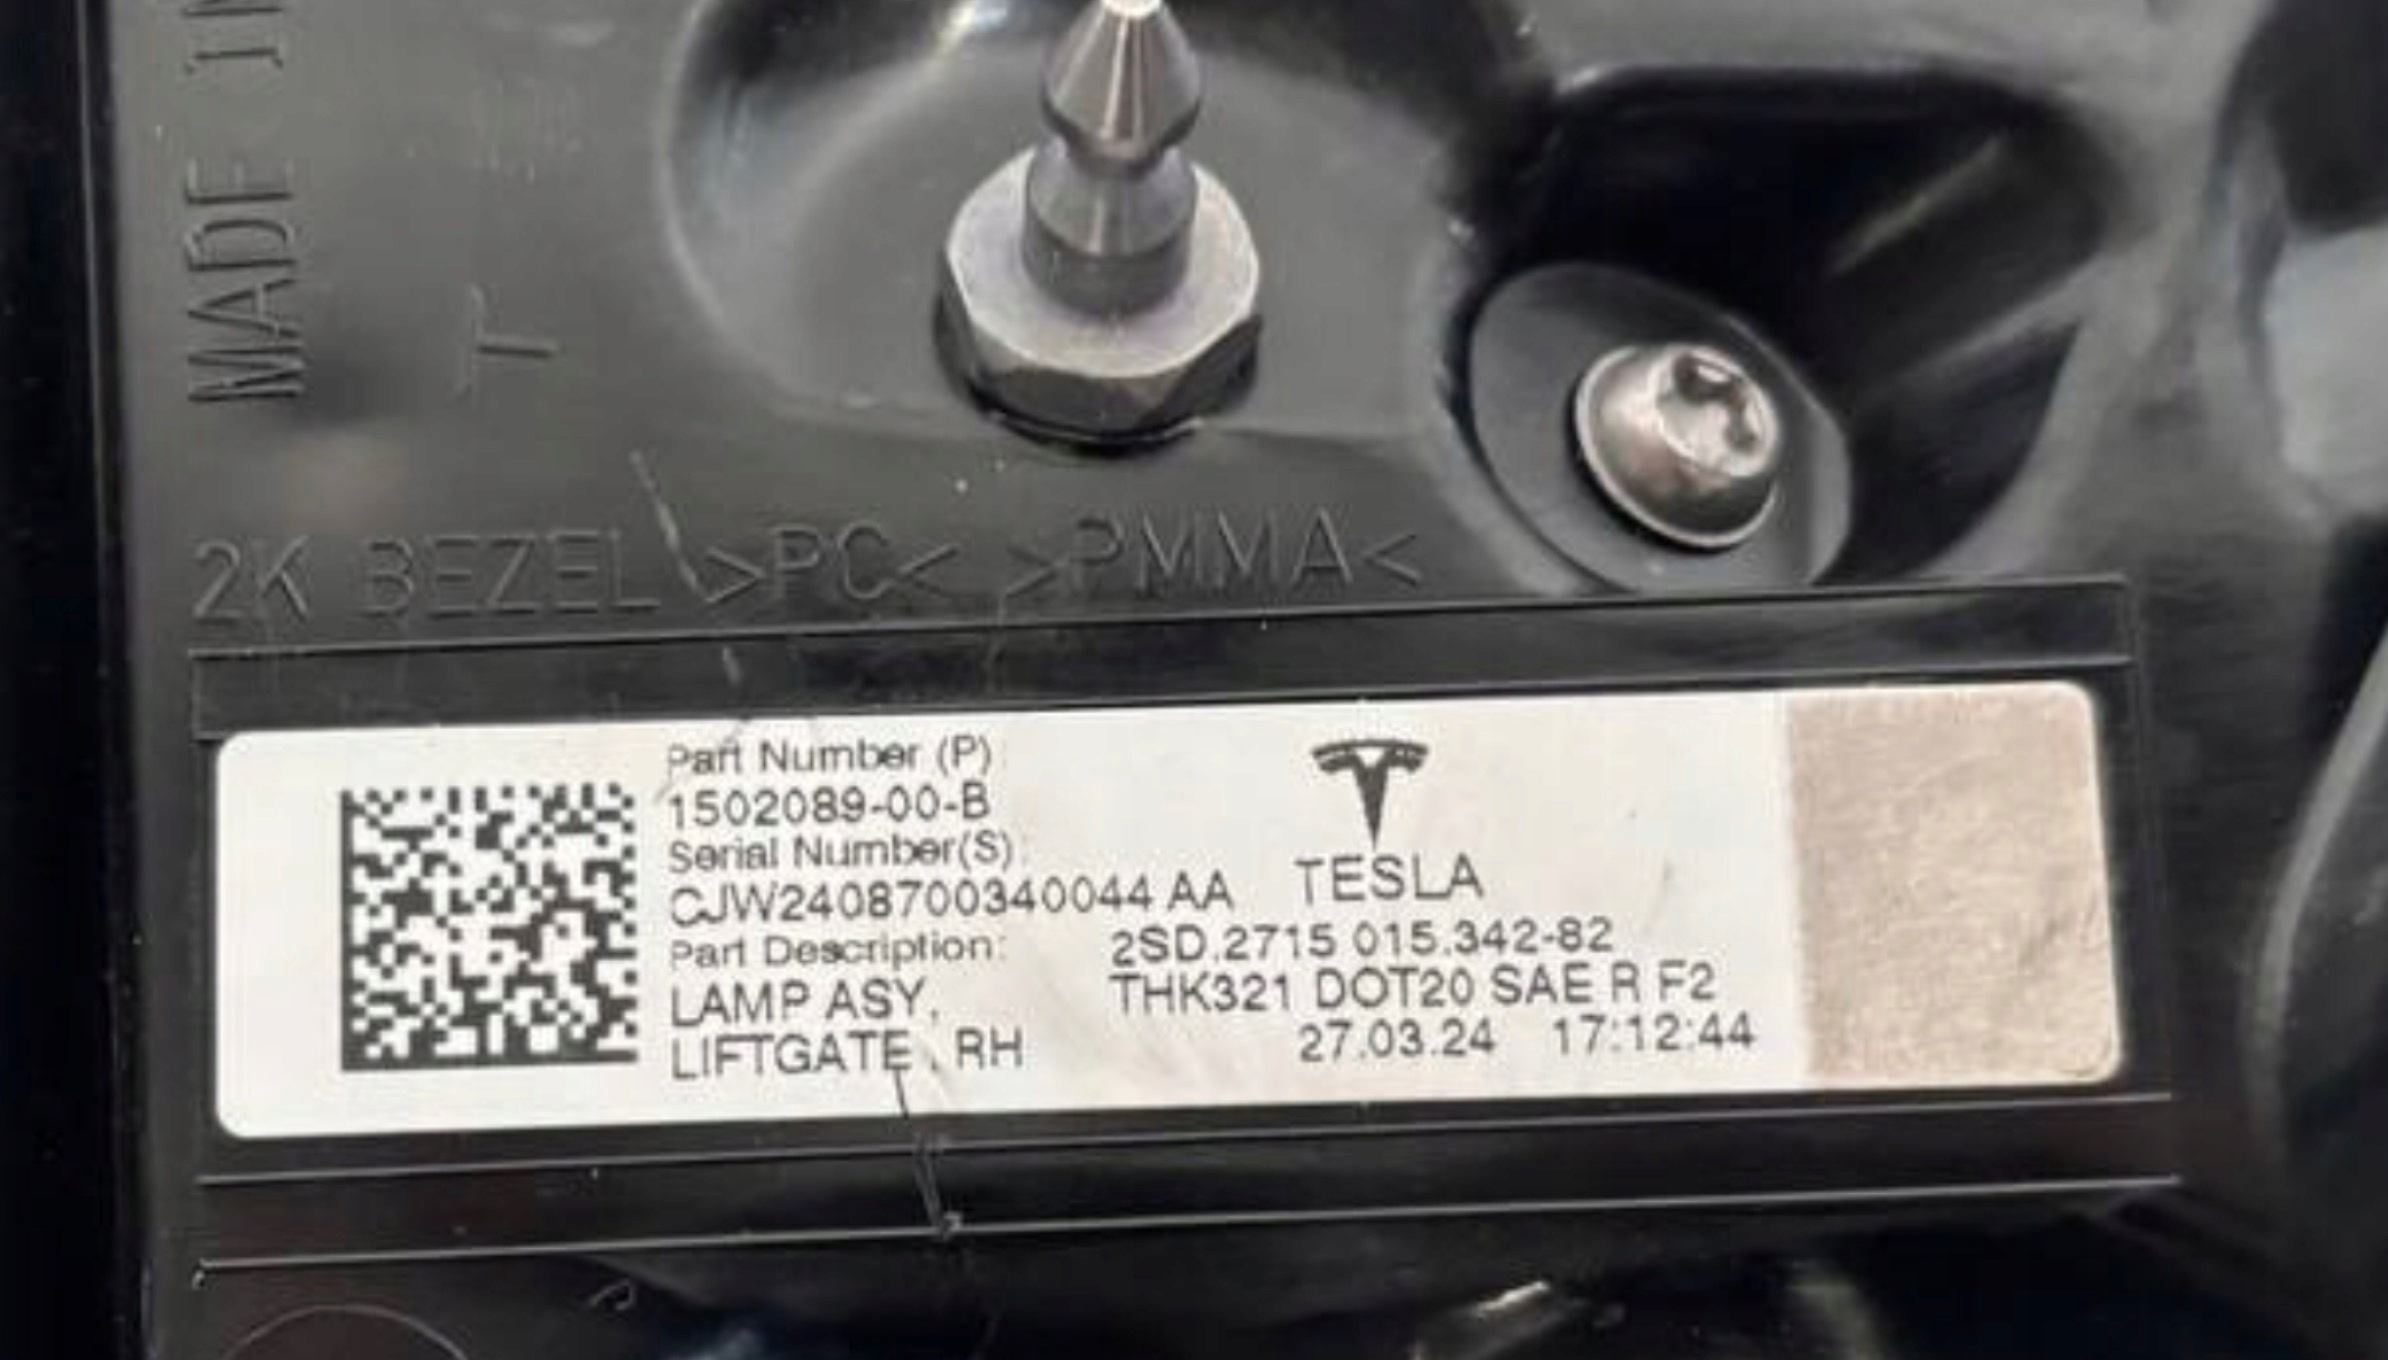 MADE IN
2K BEZEL >PC< >PMMA<
Part Number (P)
1502089-00-B
Serial Number(S):
CJW2408700340044 AA
Part Description:
LAMP ASY,
LIFTGATE , RH
TESLA
2SD.2715 015.342-82
THK321 DOT20 SAE R F2
27.03.24 17:12:44